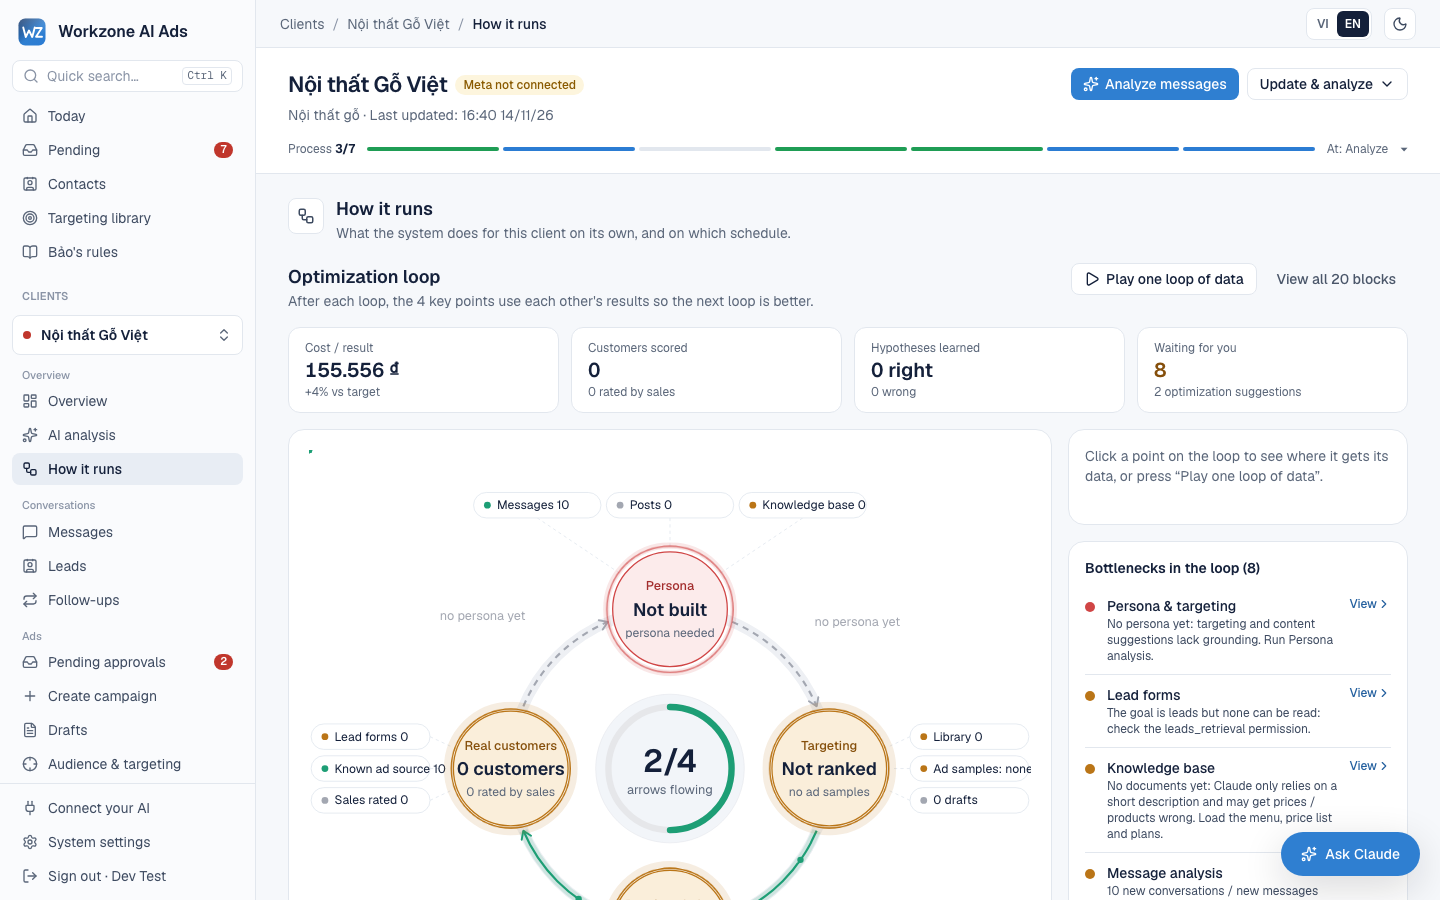 WZ
Workzone AI Ads
Quick search...
Ctrl K
Today
Pending
7
Contacts
Targeting library
Bảo's rules
CLIENTS
Nội thất Gỗ Việt
Overview
Overview
AI analysis
How it runs
Conversations
Messages
Leads
Follow-ups
Ads
Pending approvals
2
Create campaign
Drafts
Audience & targeting
Connect your AI
System settings
Sign out · Dev Test
Clients / Nội thất Gỗ Việt / How it runs
VI EN
Nội thất Gỗ Việt
Meta not connected
Analyze messages
Update & analyze
Nội thất gỗ · Last updated: 16:40 14/11/26
Process 3/7
At: Analyze
How it runs
What the system does for this client on its own, and on which schedule.
Optimization loop
After each loop, the 4 key points use each other's results so the next loop is better.
Play one loop of data
View all 20 blocks
Cost / result
155.556 ₫
+4% vs target
Customers scored
0
0 rated by sales
Hypotheses learned
0 right
0 wrong
Waiting for you
8
2 optimization suggestions
Messages 10
Posts 0
Knowledge base 0
Persona
Not built
persona needed
no persona yet
no persona yet
Lead forms 0
Known ad source 10
Sales rated 0
Real customers
0 customers
0 rated by sales
2/4
arrows flowing
Targeting
Not ranked
no ad samples
Library 0
Ad samples: none
0 drafts
Click a point on the loop to see where it gets its
data, or press “Play one loop of data”.
Bottlenecks in the loop (8)
Persona & targeting
View
No persona yet: targeting and content
suggestions lack grounding. Run Persona
analysis.
Lead forms
View
The goal is leads but none can be read:
check the leads_retrieval permission.
Knowledge base
View
No documents yet: Claude only relies on a
short description and may get prices /
products wrong. Load the menu, price list
and plans.
Message analysis
10 new conversations / new messages
Ask Claude